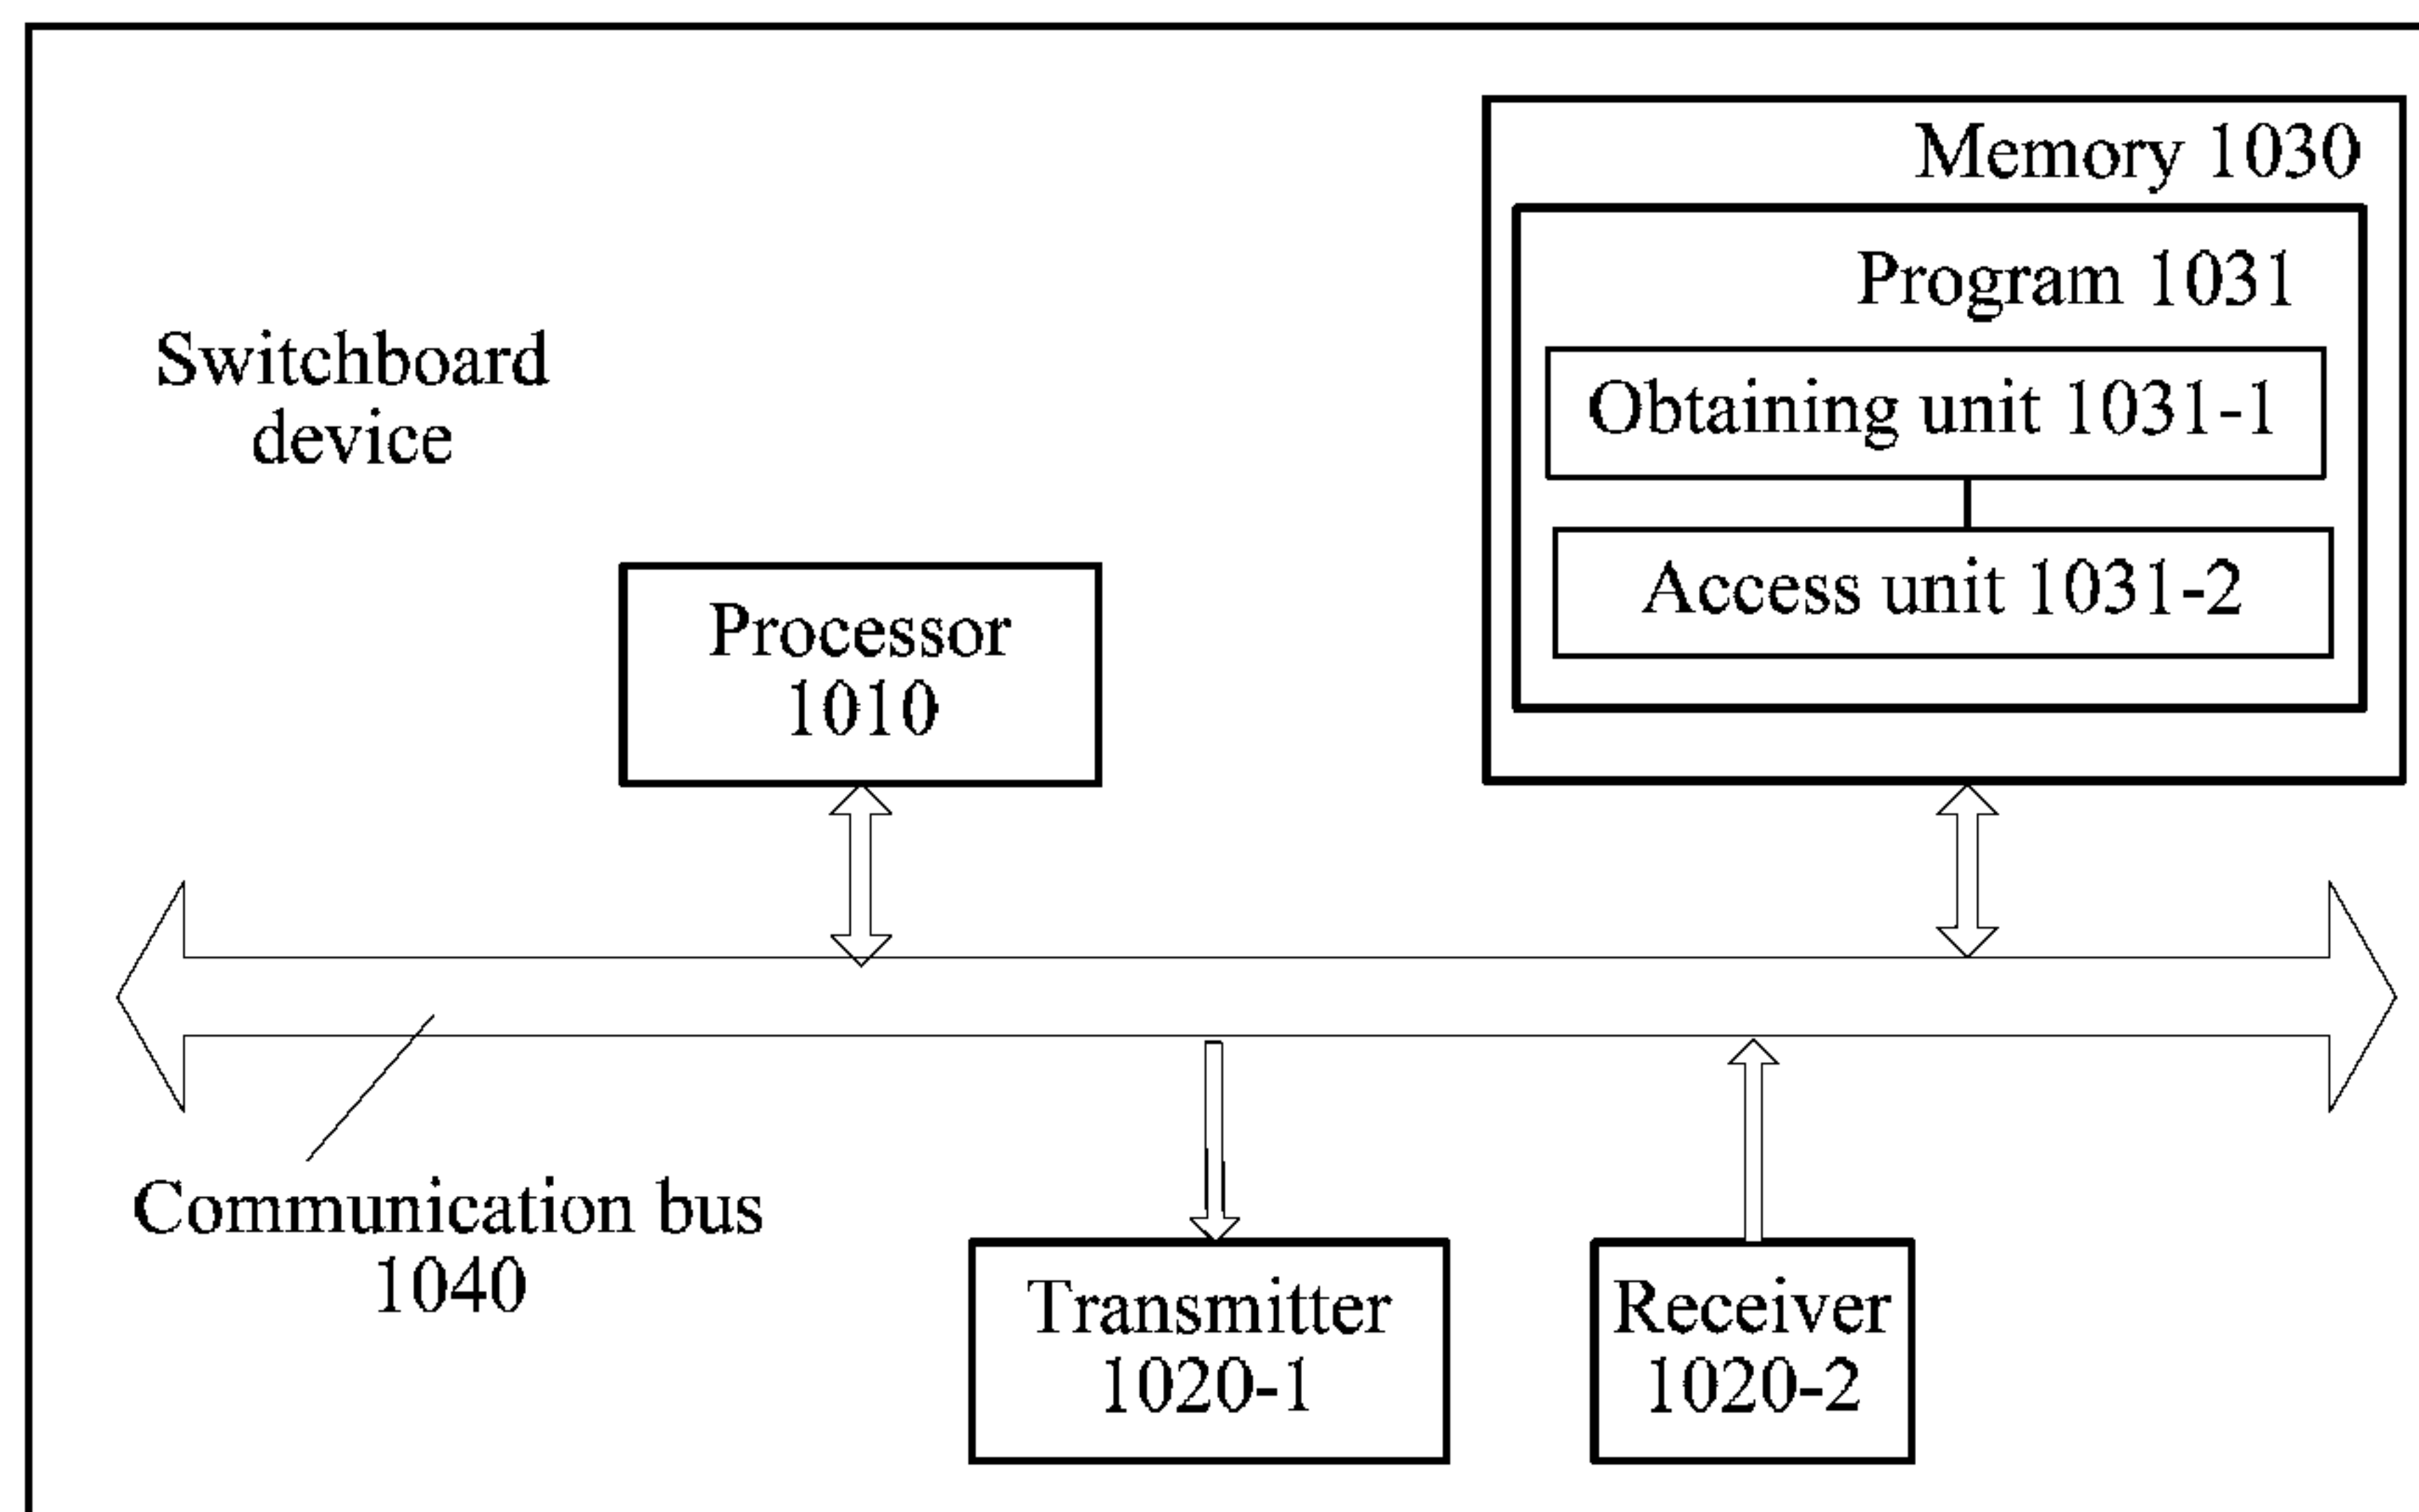 Memory 1030
Program 1031
Switchboard
device
Obtaining unit 1031-1
Access unit 1031-2
Processor
1010
Communication bus
1040
Transmitter
1020-1
Receiver
1020-2